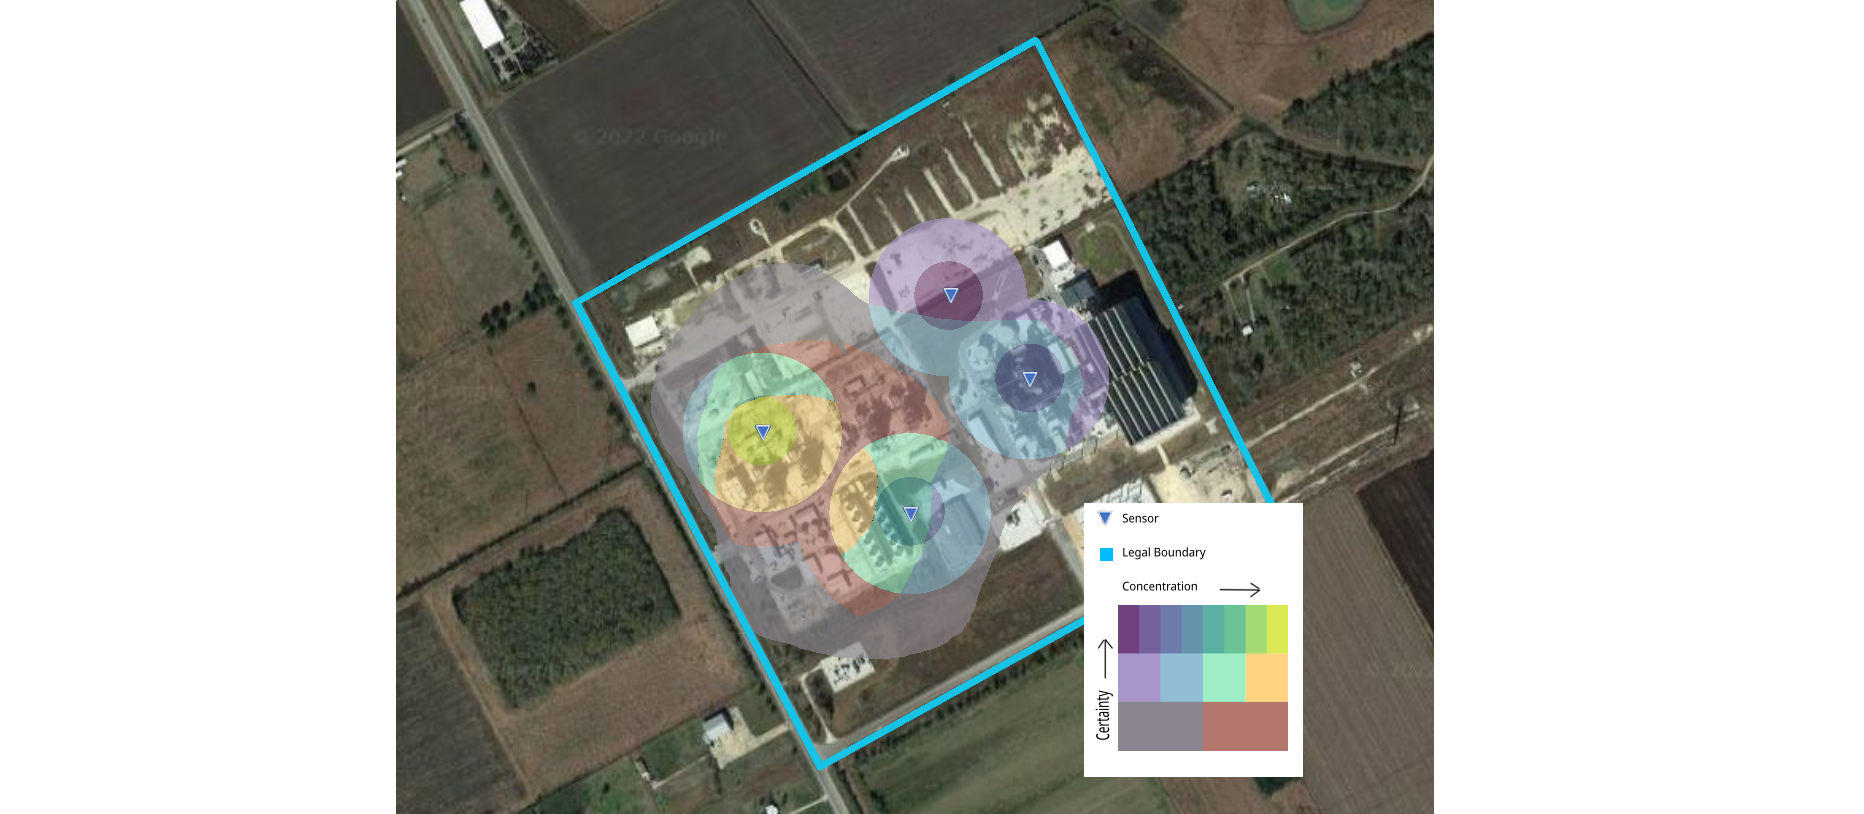 © 2022 Google
Sensor
Legal Boundary
Concentration
Certainty